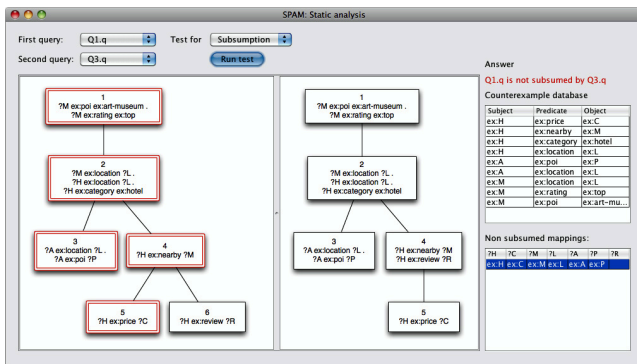 SPAM: Static analysis
First query: Q1.q Test for Subsumption
Second query: Q3.q Run test
1
?M ex:poi ex:art-museum .
?M ex:rating ex:top
2
?M ex:location ?L .
?H ex:location ?L .
?H ex:category ex:hotel
3
?A ex:location ?L .
?A ex:poi ?P
4
?H ex:nearby ?M
5
?H ex:price ?C
6
?H ex:review ?R
1
?M ex:poi ex:art-museum .
?M ex:rating ex:top
2
?M ex:location ?L .
?H ex:location ?L .
?H ex:category ex:hotel
3
?A ex:location ?L .
?A ex:poi ?P
4
?H ex:nearby ?M
?H ex:review ?R
5
?H ex:price ?C
Answer
Q1.q is not subsumed by Q3.q
Counterexample database
Subject Predicate Object
ex:H ex:price ex:C
ex:H ex:nearby ex:M
ex:H ex:category ex:hotel
ex:H ex:location ex:L
ex:A ex:poi ex:P
ex:A ex:location ex:L
ex:M ex:location ex:L
ex:M ex:rating ex:top
ex:M ex:poi ex:art-mu...
Non subsumed mappings:
?H ?C ?M ?L ?A ?P ?R
ex:H ex:C ex:M ex:L ex:A ex:P